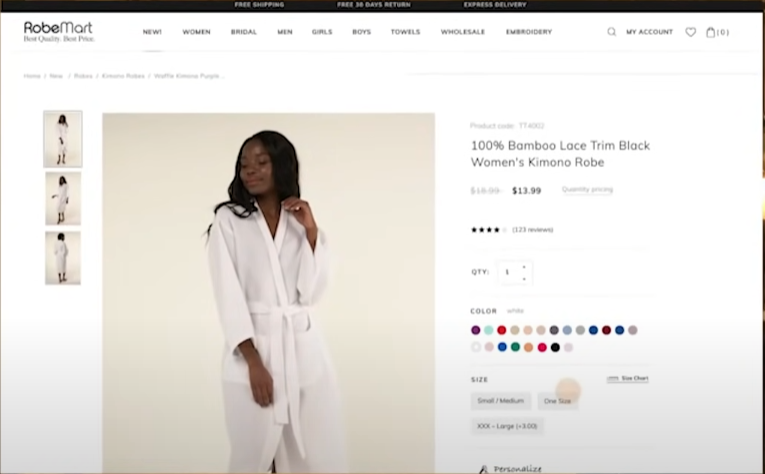 FREE SHIPPING FREE 30 DAYS RETURN EXPRESS DELIVERY
RobeMart
Best Quality. Best Price.
NEW! WOMEN BRIDAL MEN GIRLS BOYS TOWELS WHOLESALE EMBROIDERY
MY ACCOUNT (0)
Home / New / Robes / Kimono Robes / Waffle Kimono Purple...
Product code: TT4002
100% Bamboo Lace Trim Black
Women's Kimono Robe
$18.99 $13.99 Quantity pricing
(123 reviews)
QTY: 1
COLOR white
SIZE Size Chart
Small / Medium One Size
XXX – Large (+3.00)
Personalize